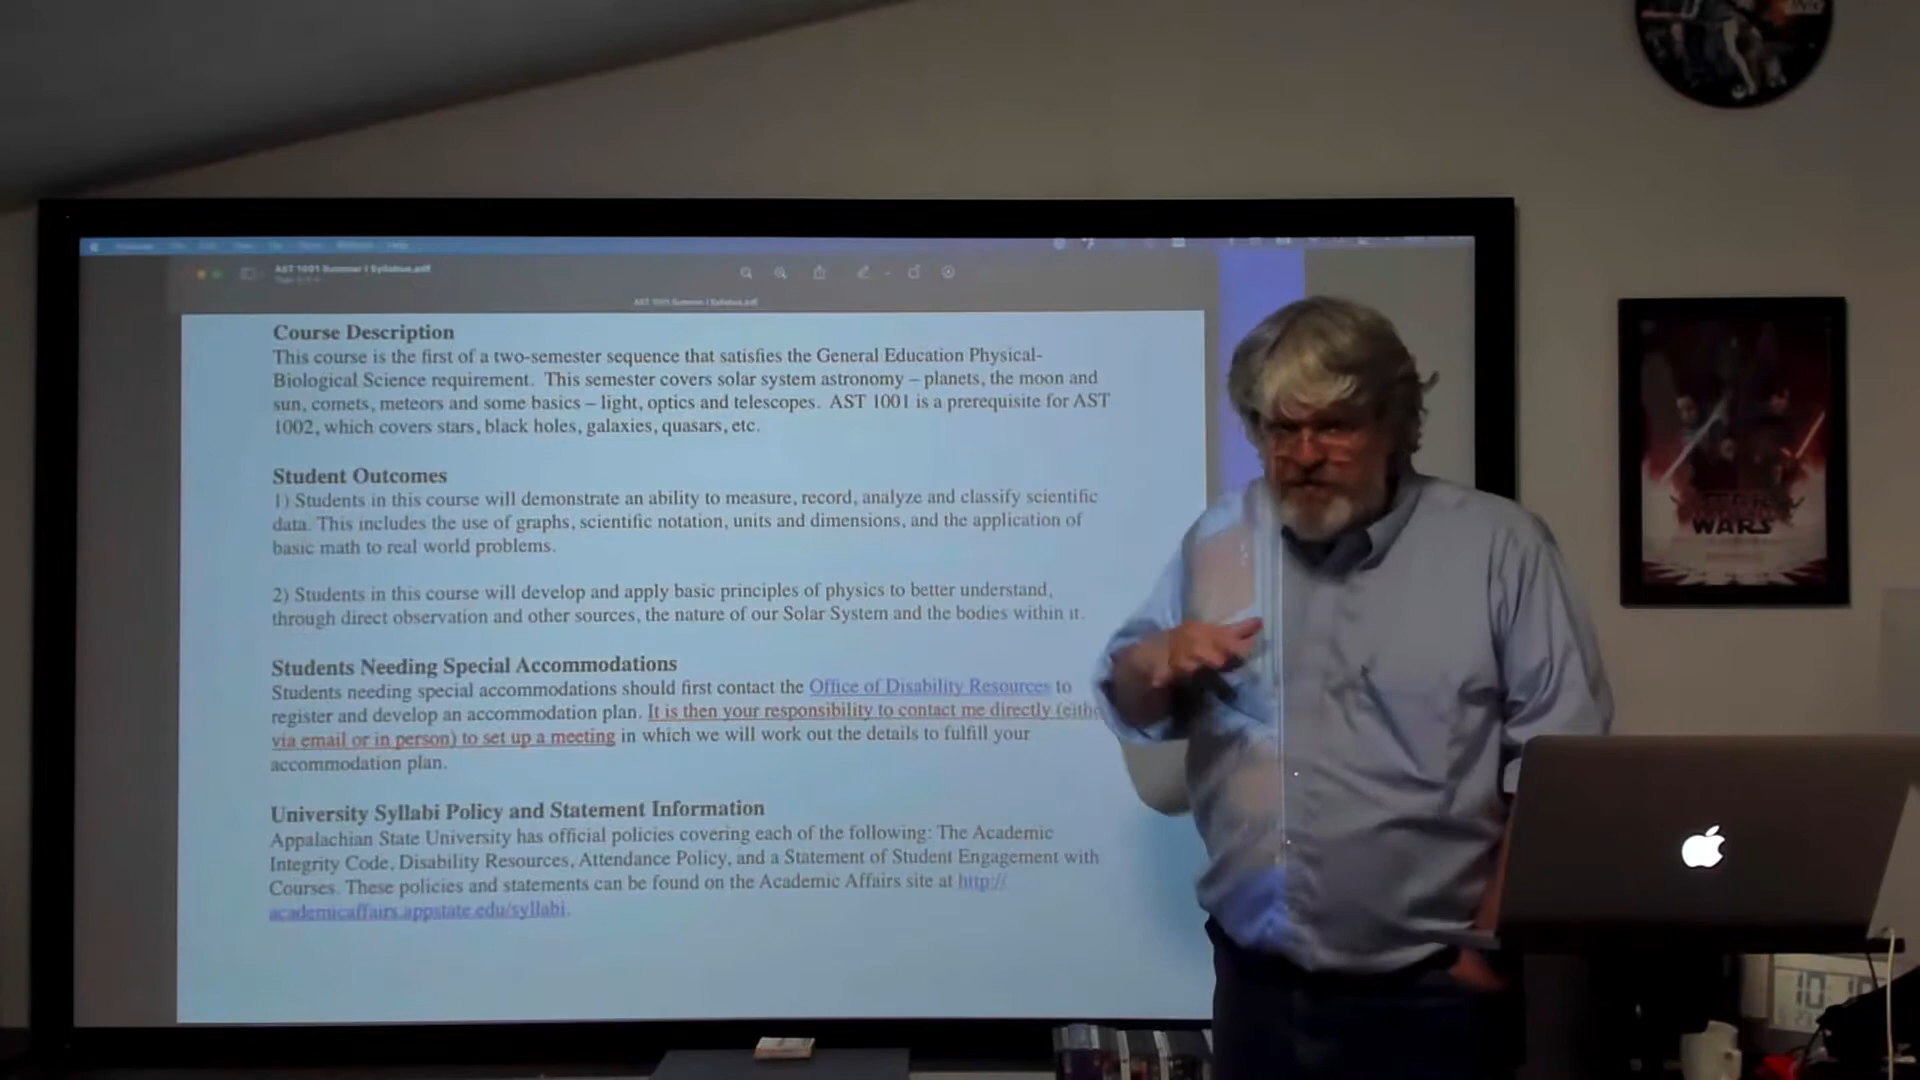 AST 1001 Summer I Syllabus.pdf
AST 1001 Summer I Syllabus.pdf
Course Description
This course is the first of a two-semester sequence that satisfies the General Education Physical-
Biological Science requirement. This semester covers solar system astronomy – planets, the moon and
sun, comets, meteors and some basics – light, optics and telescopes. AST 1001 is a prerequisite for AST
1002, which covers stars, black holes, galaxies, quasars, etc.
Student Outcomes
1) Students in this course will demonstrate an ability to measure, record, analyze and classify scientific
data. This includes the use of graphs, scientific notation, units and dimensions, and the application of
basic math to real world problems.
2) Students in this course will develop and apply basic principles of physics to better understand,
through direct observation and other sources, the nature of our Solar System and the bodies within it.
Students Needing Special Accommodations
Students needing special accommodations should first contact the Office of Disability Resources to
register and develop an accommodation plan. It is then your responsibility to contact me directly (eithe
via email or in person) to set up a meeting in which we will work out the details to fulfill your
accommodation plan.
University Syllabi Policy and Statement Information
Appalachian State University has official policies covering each of the following: The Academic
Integrity Code, Disability Resources, Attendance Policy, and a Statement of Student Engagement with
Courses. These policies and statements can be found on the Academic Affairs site at http://
academicaffairs.appstate.edu/syllabi.
WARS